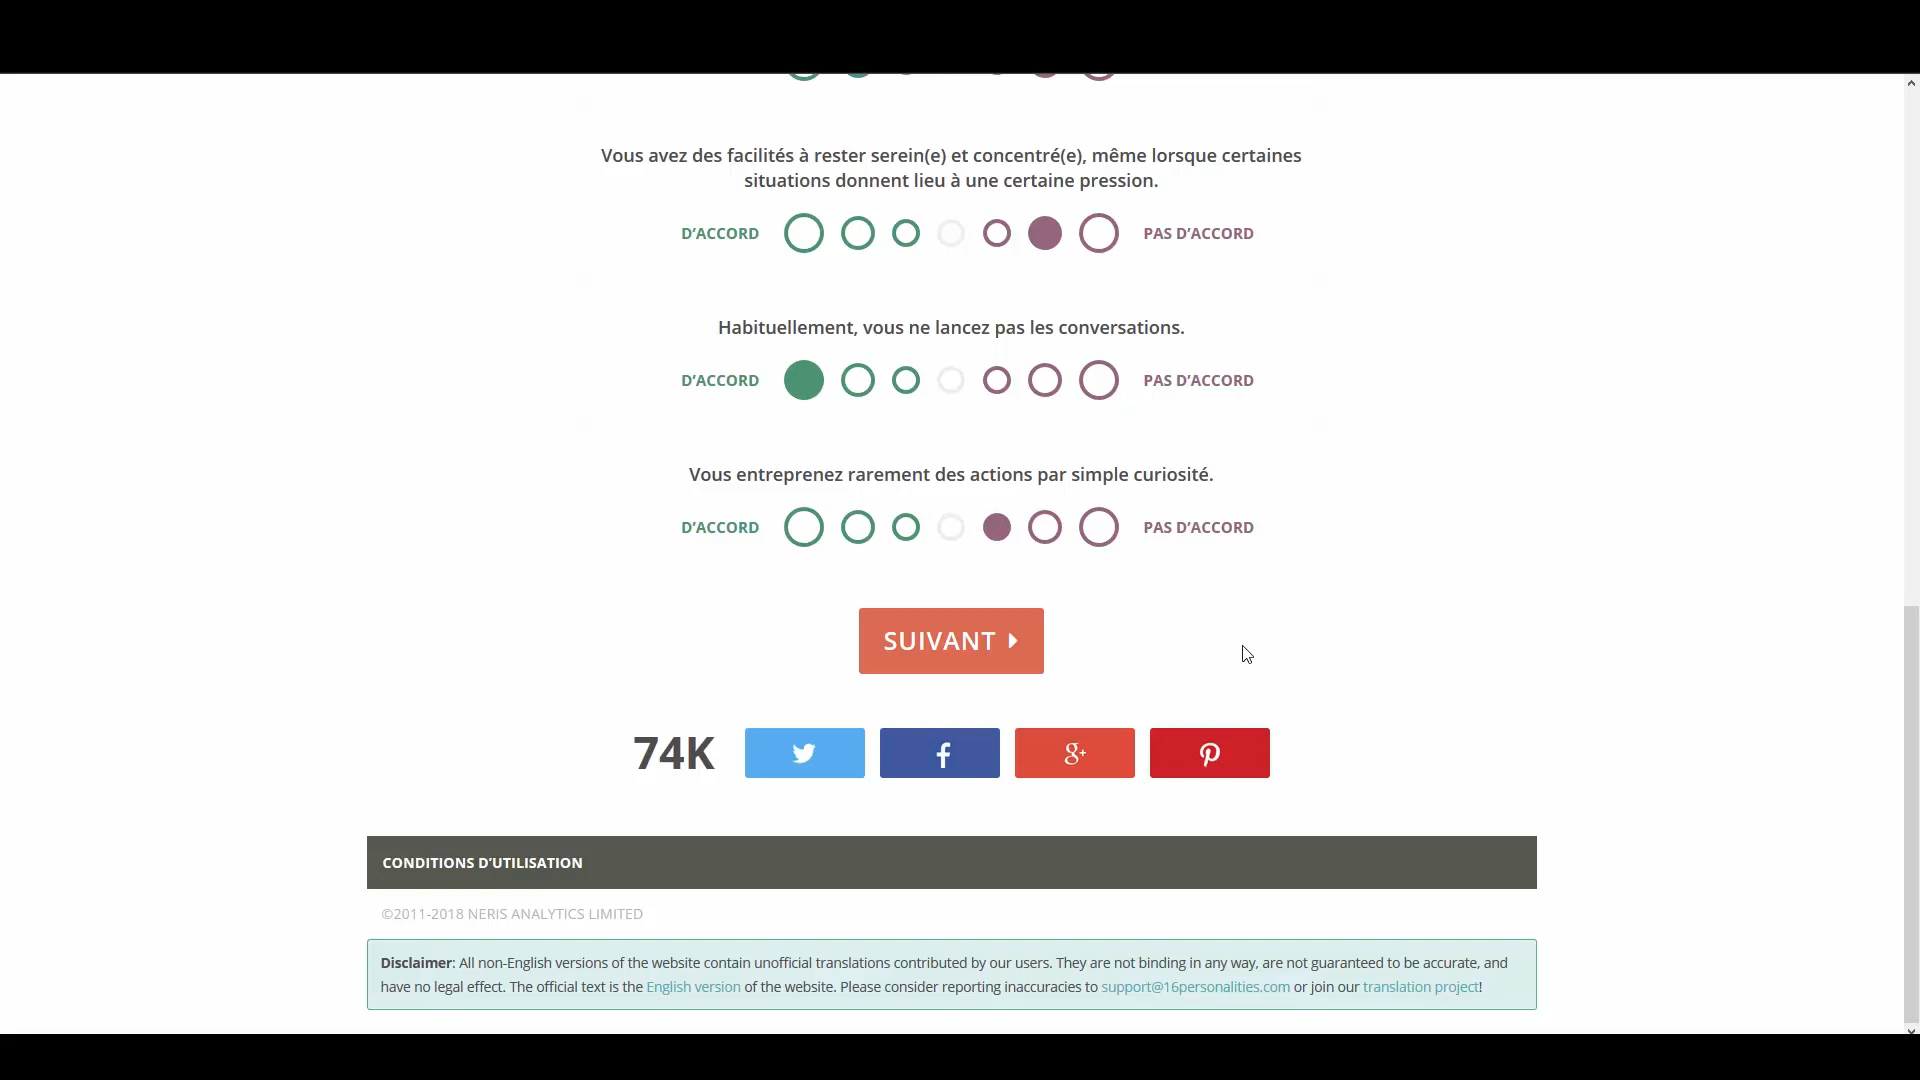 Vous avez des facilités à rester serein(e) et concentré(e), même lorsque certaines
situations donnent lieu à une certaine pression.
D’ACCORD PAS D’ACCORD
Habituellement, vous ne lancez pas les conversations.
D’ACCORD PAS D’ACCORD
Vous entreprenez rarement des actions par simple curiosité.
D’ACCORD PAS D’ACCORD
SUIVANT
74K
CONDITIONS D’UTILISATION
©2011-2018 NERIS ANALYTICS LIMITED
Disclaimer: All non-English versions of the website contain unofficial translations contributed by our users. They are not binding in any way, are not guaranteed to be accurate, and
have no legal effect. The official text is the English version of the website. Please consider reporting inaccuracies to support@16personalities.com or join our translation project!